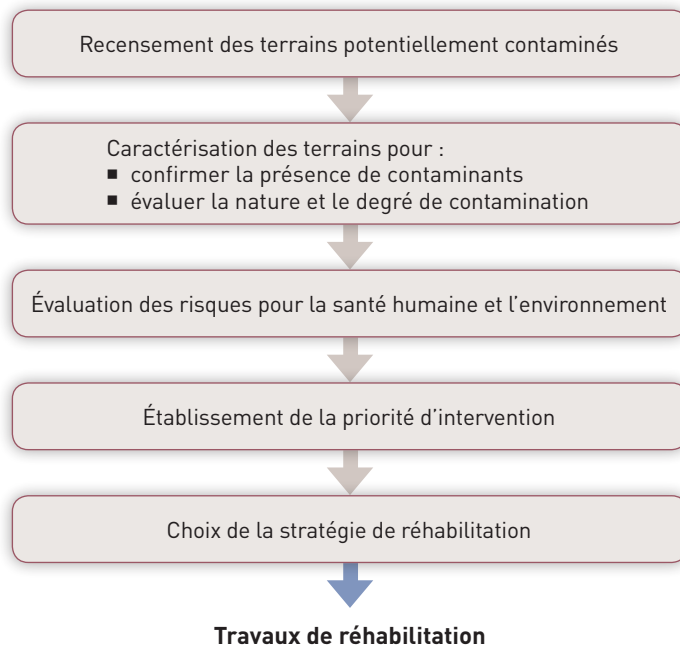 Recensement des terrains potentiellement contaminés
Caractérisation des terrains pour :
■ confirmer la présence de contaminants
■ évaluer la nature et le degré de contamination
Évaluation des risques pour la santé humaine et l’environnement
Établissement de la priorité d’intervention
Choix de la stratégie de réhabilitation
Travaux de réhabilitation